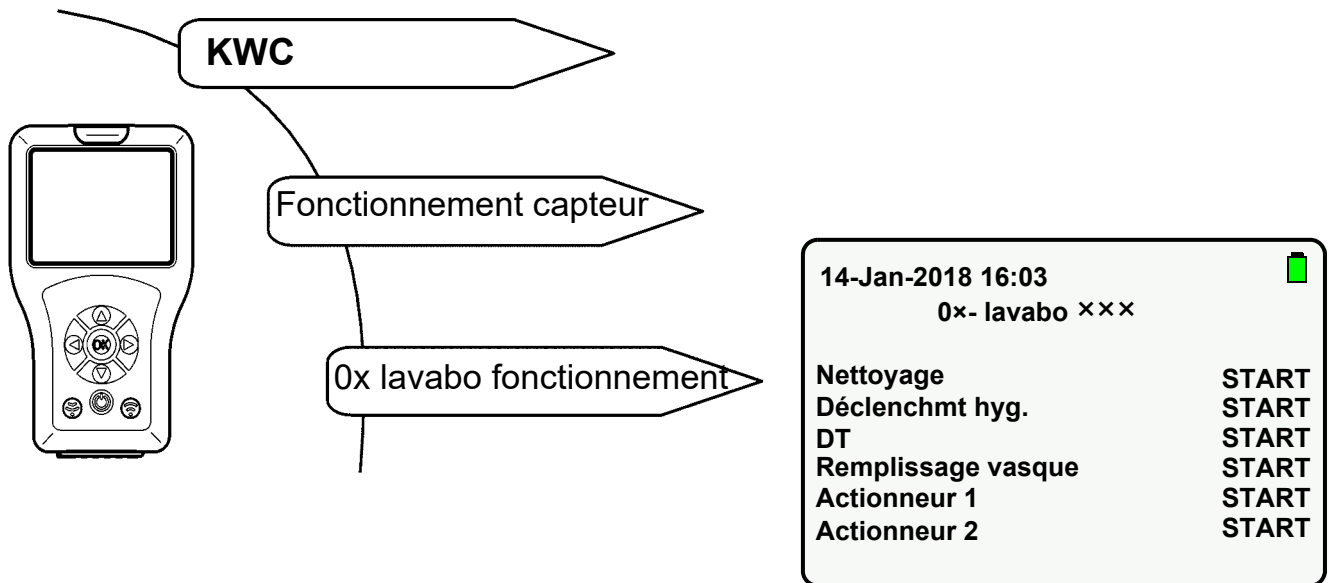 KWC
Fonctionnement capteur
0x lavabo fonctionnement
OK
14-Jan-2018 16:03
0×- lavabo ×××
Nettoyage START
Déclenchmt hyg. START
DT START
Remplissage vasque START
Actionneur 1 START
Actionneur 2 START